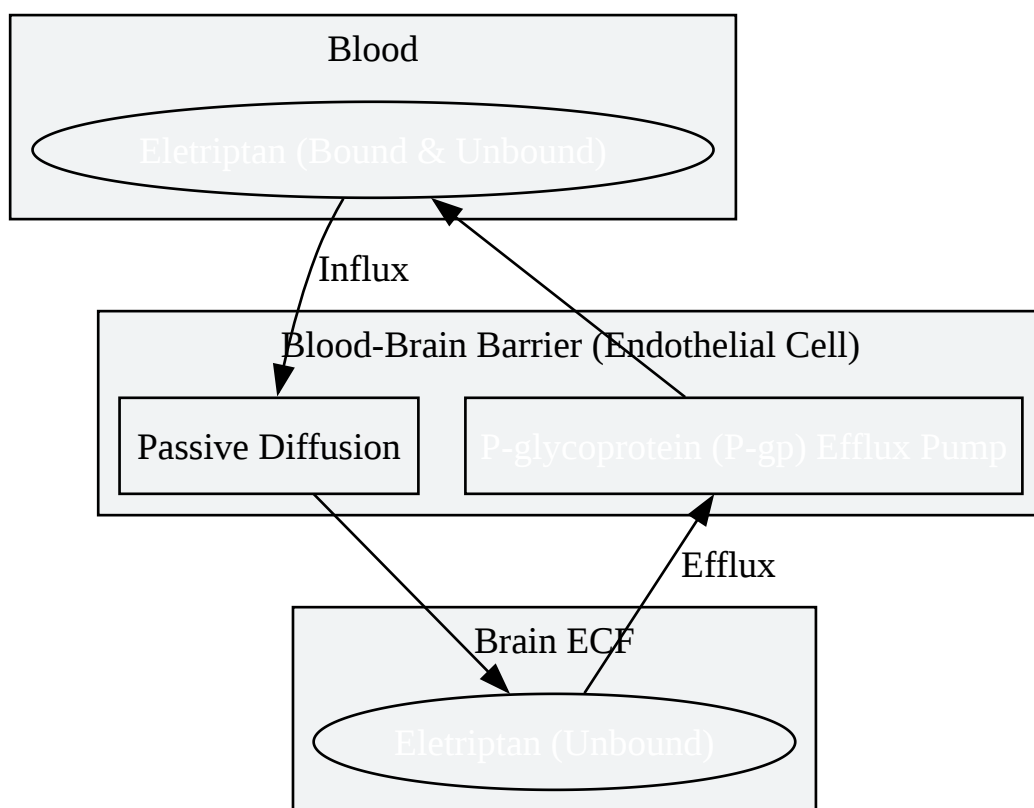 Blood
Eletriptan (Bound & Unbound)
Influx
Blood-Brain Barrier (Endothelial Cell)
Passive Diffusion
P-glycoprotein (P-gp) Efflux Pump
Efflux
Brain ECF
Eletriptan (Unbound)